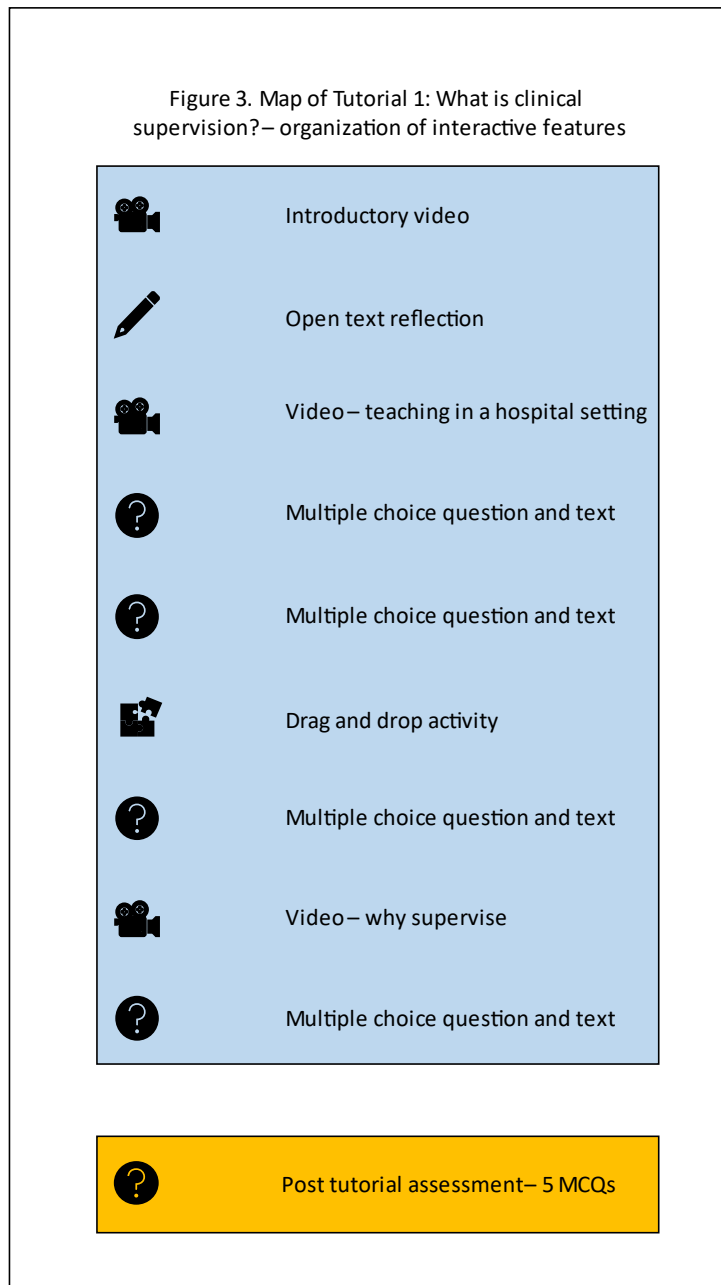 Figure 3. Map of Tutorial 1: What is clinical
supervision?– organization of interactive features
Introductory video
Open text reflection
Video – teaching in a hospital setting
Multiple choice question and text
Multiple choice question and text
Drag and drop activity
Multiple choice question and text
Video – why supervise
Multiple choice question and text
Post tutorial assessment– 5 MCQs